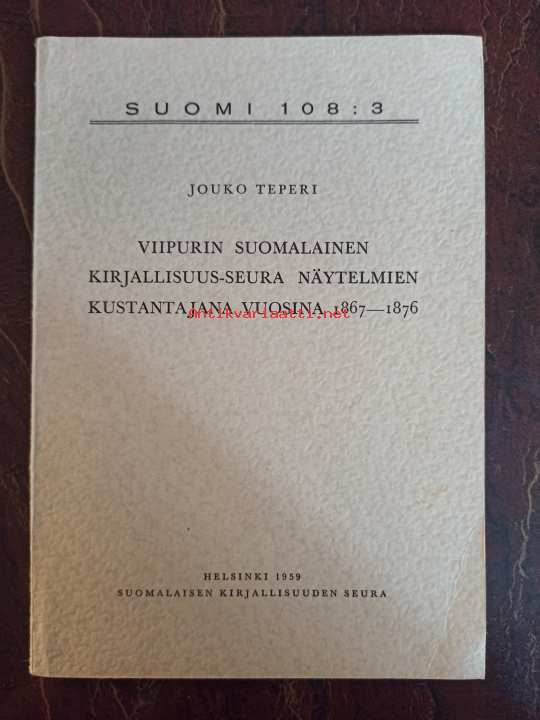 SUOMI 108:3
JOUKO TEPERI
VIIPURIN SUOMALAINEN
KIRJALLISUUS-SEURA NÄYTELMIEN
KUSTANTAJANA VUOSINA 1867—1876
Antikvariaatti.net
HELSINKI 1959
SUOMALAISEN KIRJALLISUUDEN SEURA